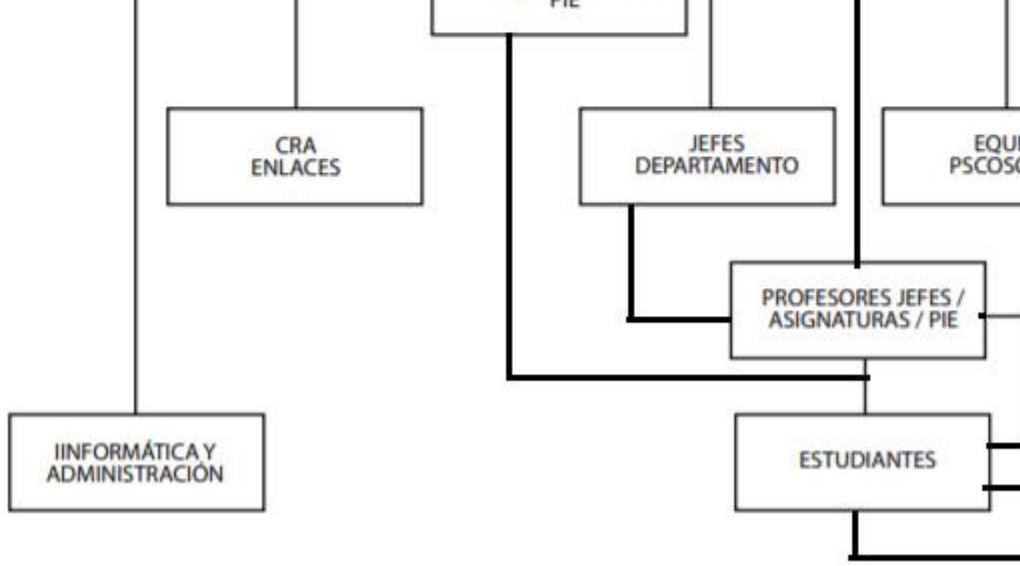 PIE
CRA
ENLACES
JEFES
DEPARTAMENTO
PROFESORES JEFES /
ASIGNATURAS / PIE
IINFORMÁTICA Y
ADMINISTRACIÓN
ESTUDIANTES